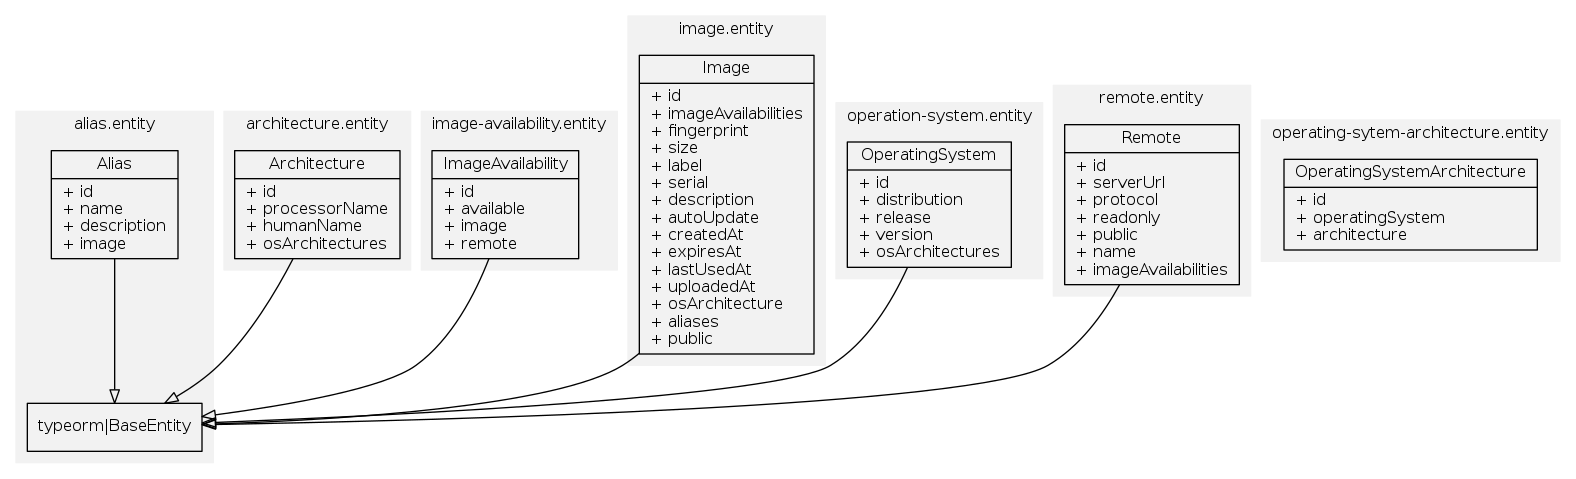 alias.entity
Alias
+ id
+ name
+ description
+ image
typeorm|BaseEntity
architecture.entity
Architecture
+ id
+ processorName
+ humanName
+ osArchitectures
image-availability.entity
ImageAvailability
+ id
+ available
+ image
+ remote
image.entity
Image
+ id
+ imageAvailabilities
+ fingerprint
+ size
+ label
+ serial
+ description
+ autoUpdate
+ createdAt
+ expiresAt
+ lastUsedAt
+ uploadedAt
+ osArchitecture
+ aliases
+ public
operation-system.entity
OperatingSystem
+ id
+ distribution
+ release
+ version
+ osArchitectures
remote.entity
Remote
+ id
+ serverUrl
+ protocol
+ readonly
+ public
+ name
+ imageAvailabilities
operating-sytem-architecture.entity
OperatingSystemArchitecture
+ id
+ operatingSystem
+ architecture